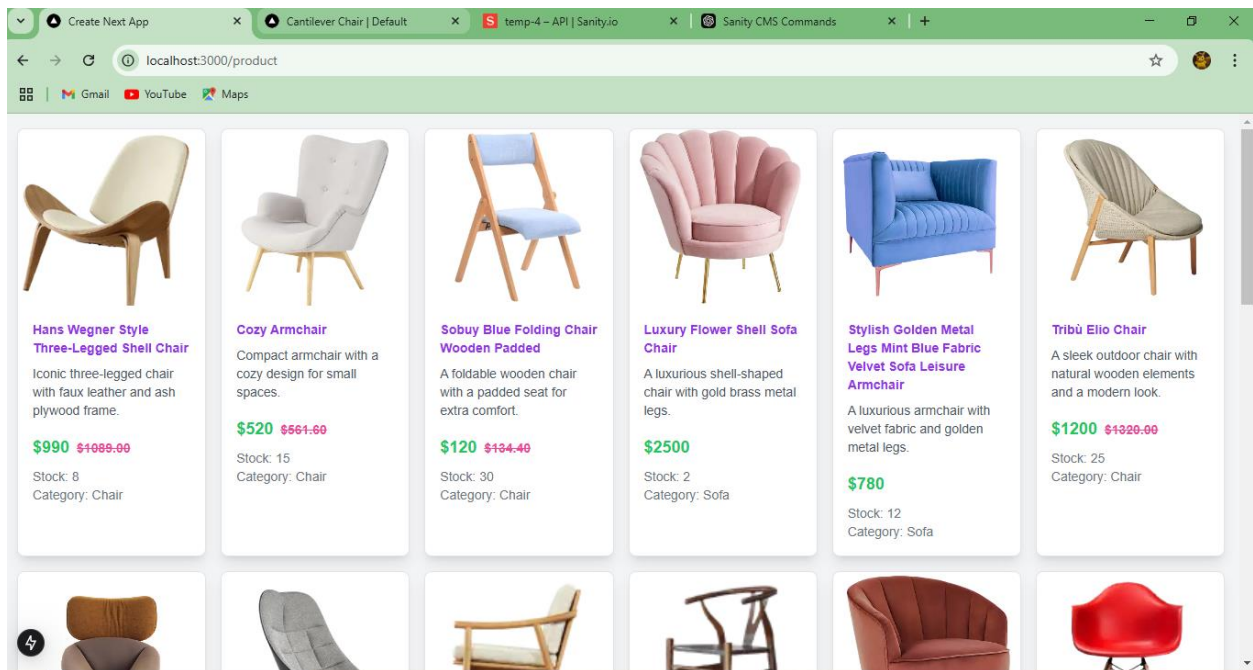 Create Next App
Cantilever Chair | Default
S temp-4 – API | Sanity.io
Sanity CMS Commands
localhost:3000/product
Gmail YouTube Maps
Hans Wegner Style
Three-Legged Shell Chair
Iconic three-legged chair
with faux leather and ash
plywood frame.
$990 $1089.00
Stock: 8
Category: Chair
Cozy Armchair
Compact armchair with a
cozy design for small
spaces.
$520 $561.60
Stock: 15
Category: Chair
Sobuy Blue Folding Chair
Wooden Padded
A foldable wooden chair
with a padded seat for
extra comfort.
$120 $134.40
Stock: 30
Category: Chair
Luxury Flower Shell Sofa
Chair
A luxurious shell-shaped
chair with gold brass metal
legs.
$2500
Stock: 2
Category: Sofa
Stylish Golden Metal
Legs Mint Blue Fabric
Velvet Sofa Leisure
Armchair
A luxurious armchair with
velvet fabric and golden
metal legs.
$780
Stock: 12
Category: Sofa
Tribù Elio Chair
A sleek outdoor chair with
natural wooden elements
and a modern look.
$1200 $1320.00
Stock: 25
Category: Chair